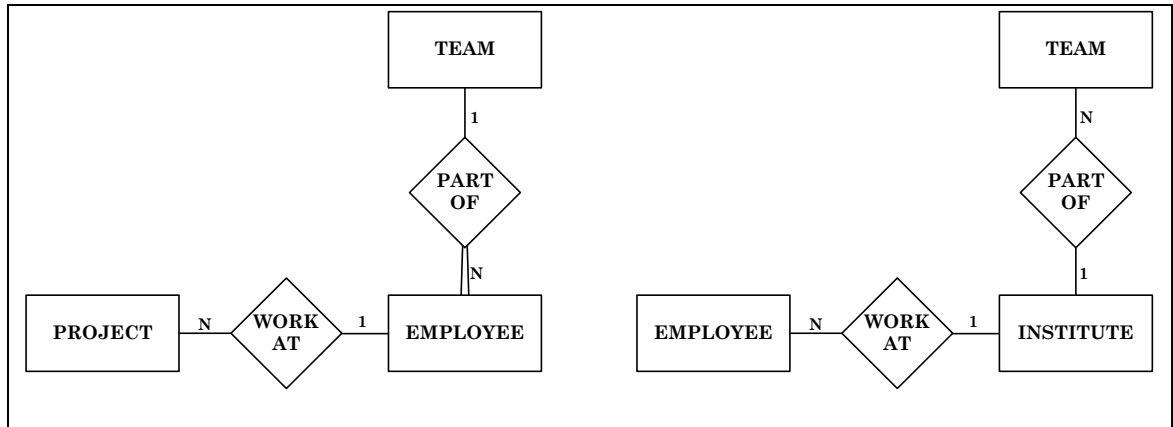 TEAM
1
PART
OF
N
PROJECT
N
WORK
AT
1
EMPLOYEE
TEAM
N
PART
OF
1
EMPLOYEE
N
WORK
AT
1
INSTITUTE